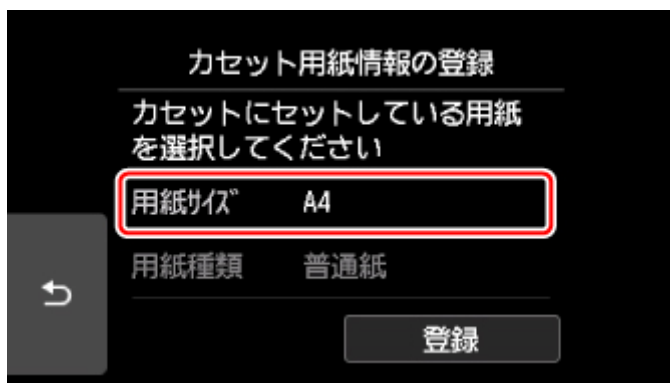 カセット用紙情報の登録
カセットにセットしている用紙
を選択してください
用紙ｻｲｽﾞ A4
用紙種類 普通紙
登録